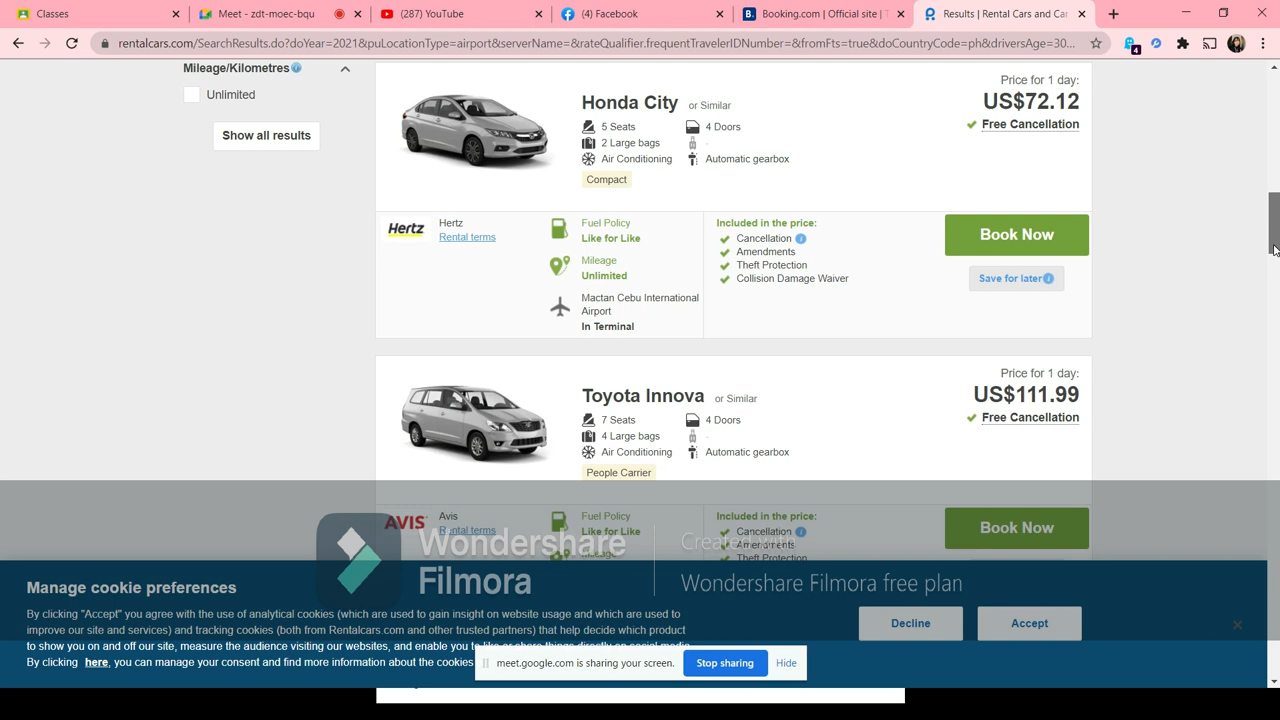 Classes
Meet - zdt-moec-bqu
(287) YouTube
(4) Facebook
Booking.com | Official site | T
Results | Rental Cars and Car
rentalcars.com/SearchResults.do?doYear=2021&puLocationType=airport&serverName=&rateQualifier.frequentTravelerIDNumber=&fromFts=true&doCountryCode=ph&driversAge=30...
4
Mileage/Kilometres
Unlimited
Show all results
Honda City or Similar
5 Seats
4 Doors
2 Large bags
-
Air Conditioning
Automatic gearbox
Compact
Price for 1 day:
US$72.12
Free Cancellation
Hertz
Hertz
Rental terms
Fuel Policy
Like for Like
Mileage
Unlimited
Mactan Cebu International
Airport
In Terminal
Included in the price:
Cancellation
Amendments
Theft Protection
Collision Damage Waiver
Book Now
Save for later
Toyota Innova or Similar
7 Seats
4 Doors
4 Large bags
-
Air Conditioning
Automatic gearbox
People Carrier
Price for 1 day:
US$111.99
Free Cancellation
AVIS
Avis
Rental terms
Fuel Policy
Like for Like
Mileage
Included in the price:
Cancellation
Amendments
Theft Protection
Book Now
Wondershare
Filmora
Created with
Wondershare Filmora free plan
Manage cookie preferences
By clicking "Accept" you agree with the use of analytical cookies (which are used to gain insight on website usage and which are used to
improve our site and services) and tracking cookies (both from Rentalcars.com and other trusted partners) that help decide which product
to show you on and off our site, measure the audience visiting our websites, and enable you to like or share things directly on social media.
By clicking here, you can manage your consent and find more information about the cookies
Decline
Accept
meet.google.com is sharing your screen.
Stop sharing
Hide